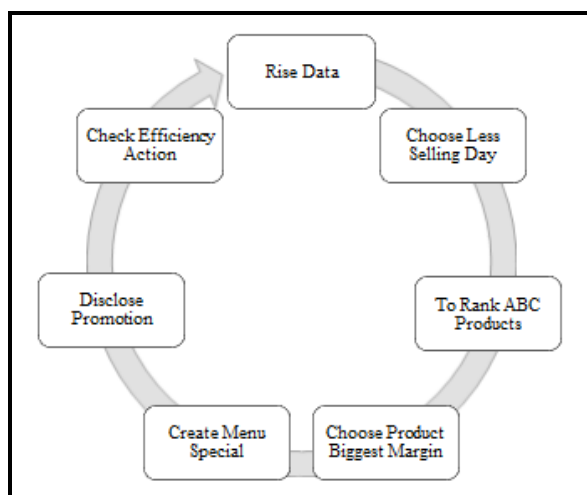 Rise Data
Choose Less
Selling Day
To Rank ABC
Products
Choose Product
Biggest Margin
Create Menu
Special
Disclose
Promotion
Check Efficiency
Action